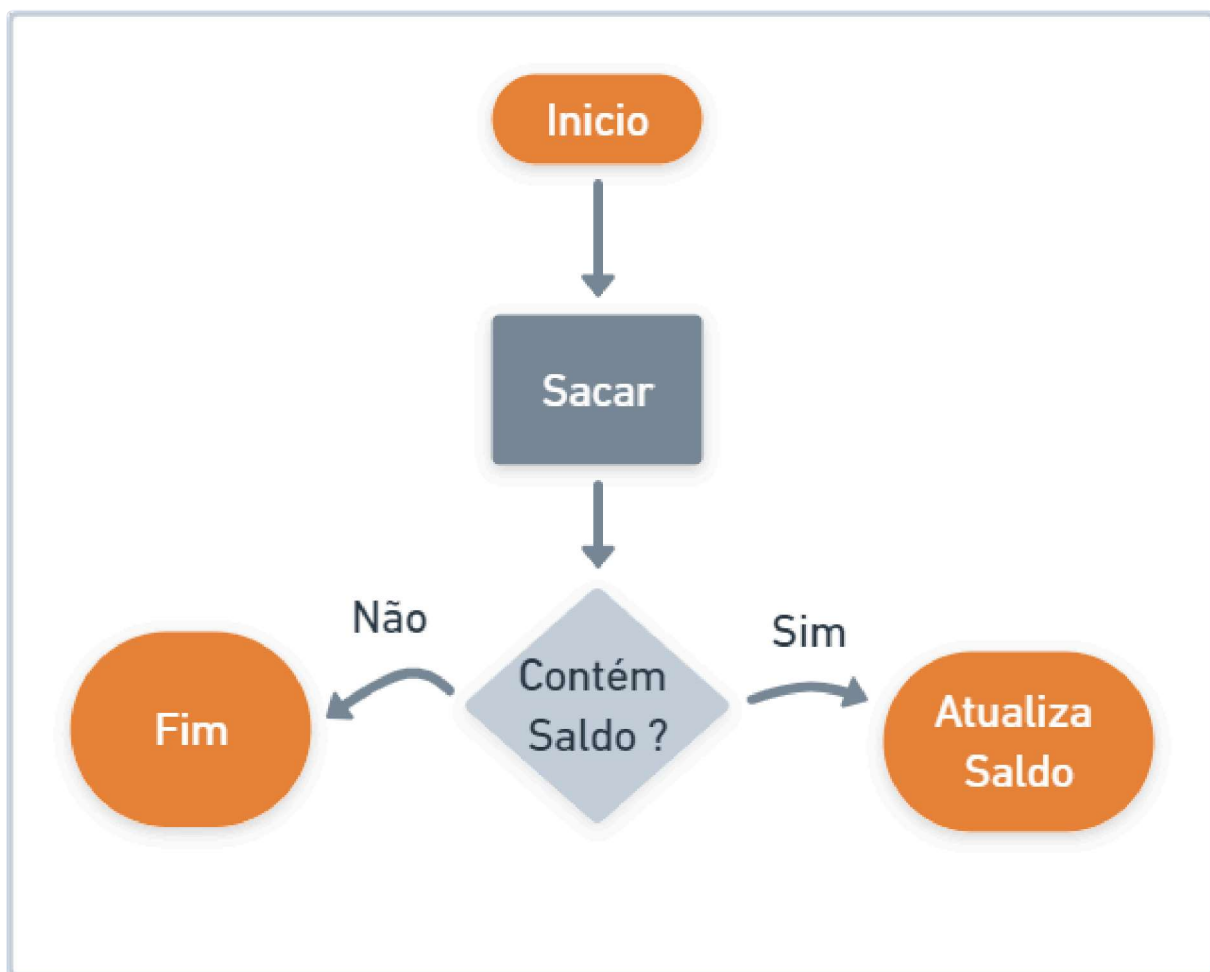 Inicio
Sacar
Não
Sim
Contém
Saldo ?
Fim
Atualiza
Saldo